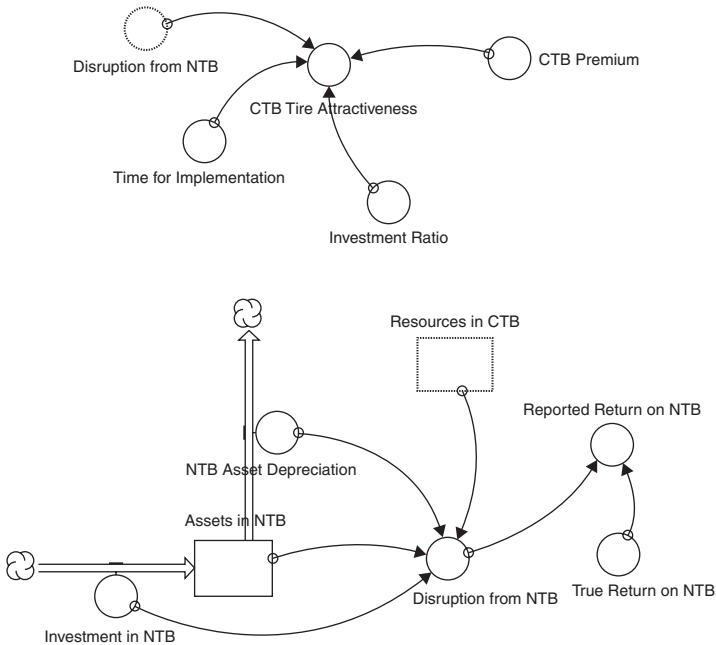 Disruption from NTB
CTB Premium
CTB Tire Attractiveness
Time for Implementation
Investment Ratio
Resources in CTB
Reported Return on NTB
NTB Asset Depreciation
Assets in NTB
True Return on NTB
Disruption from NTB
Investment in NTB